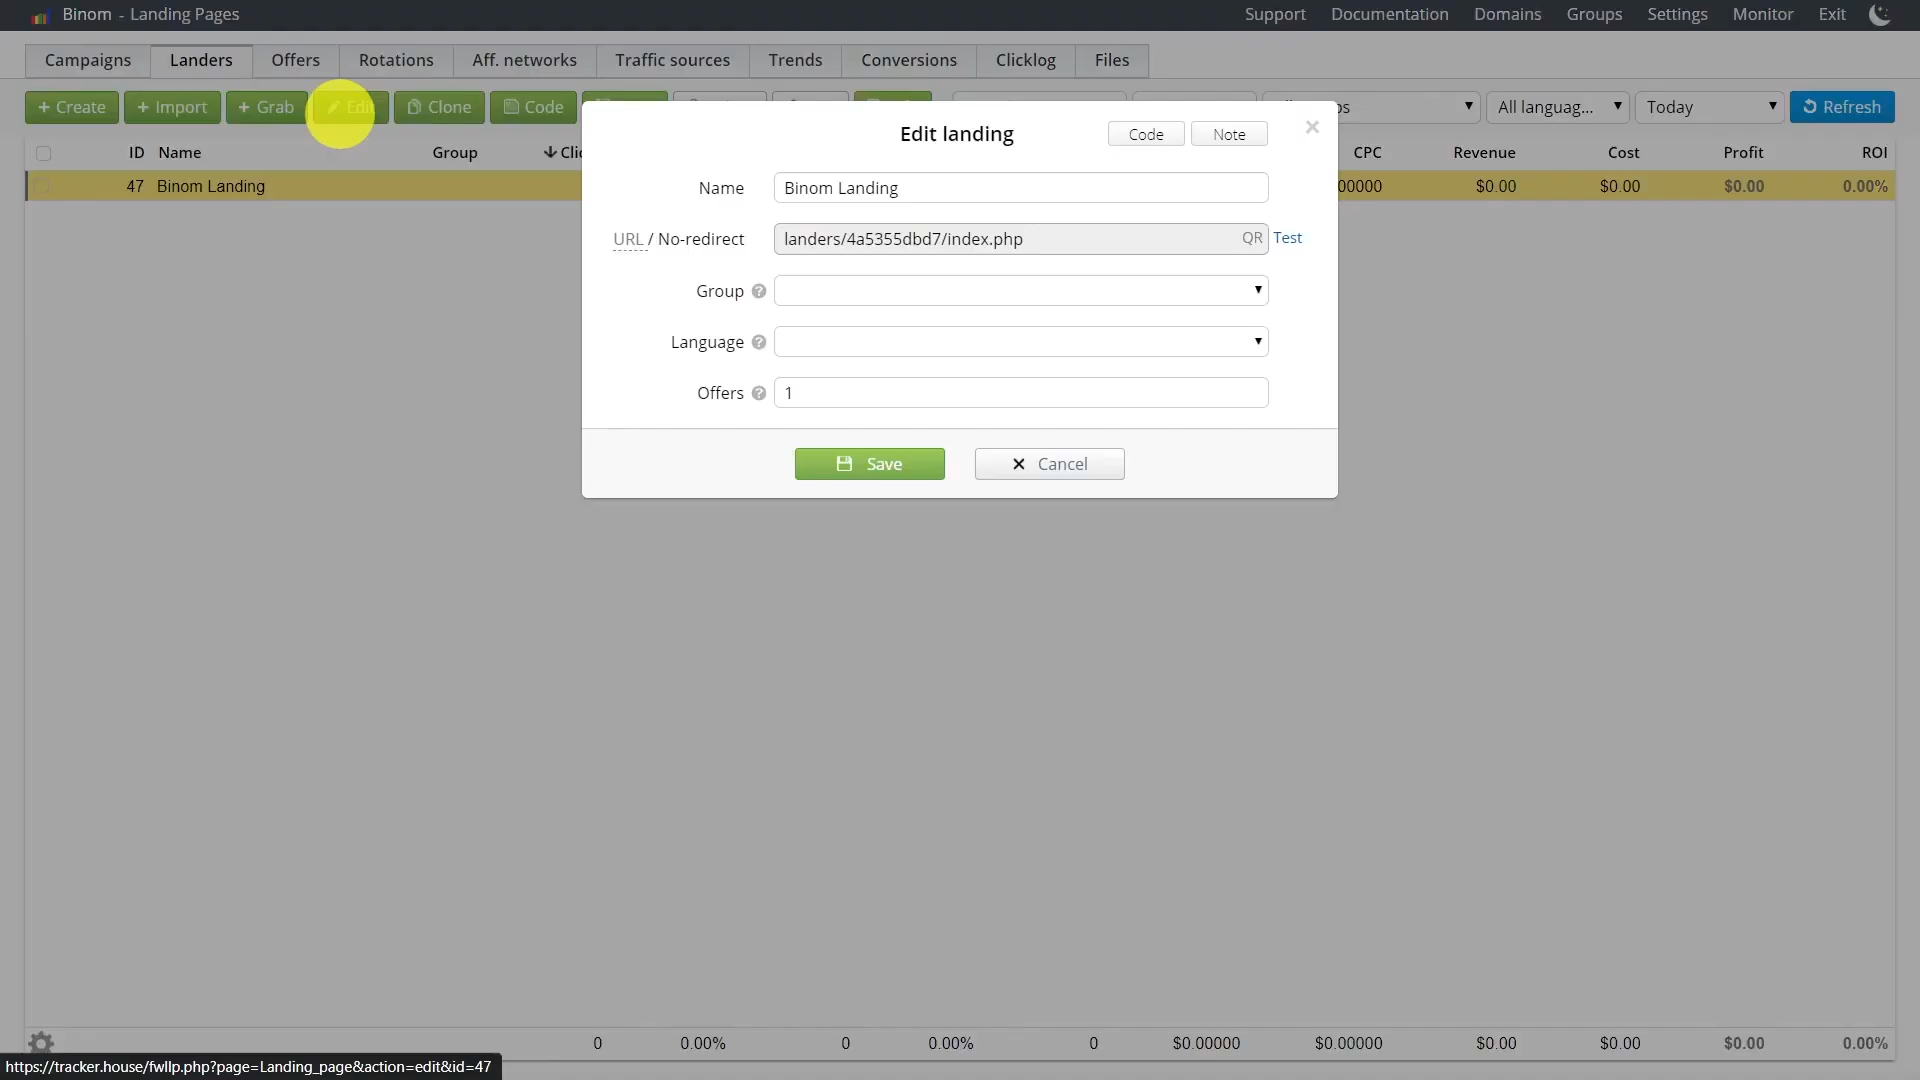 Binom - Landing Pages Support Documentation Domains Groups Settings Monitor Exit
Campaigns Landers Offers Rotations Aff. networks Traffic sources Trends Conversions Clicklog Files
+ Create + Import + Grab Edit Clone Code All languag... Today Refresh
Edit landing Code Note
ID Name Group CPC Revenue Cost Profit ROI
47 Binom Landing $0.00 $0.00 $0.00 0.00%
Name Binom Landing
URL / No-redirect landers/4a5355dbd7/index.php QR Test
Group
Language
Offers 1
Save Cancel
0 0.00% 0 0.00% 0 $0.00000 $0.00000 $0.00 $0.00 $0.00 0.00%
https://tracker.house/fwllp.php?page=Landing_page&action=edit&id=47